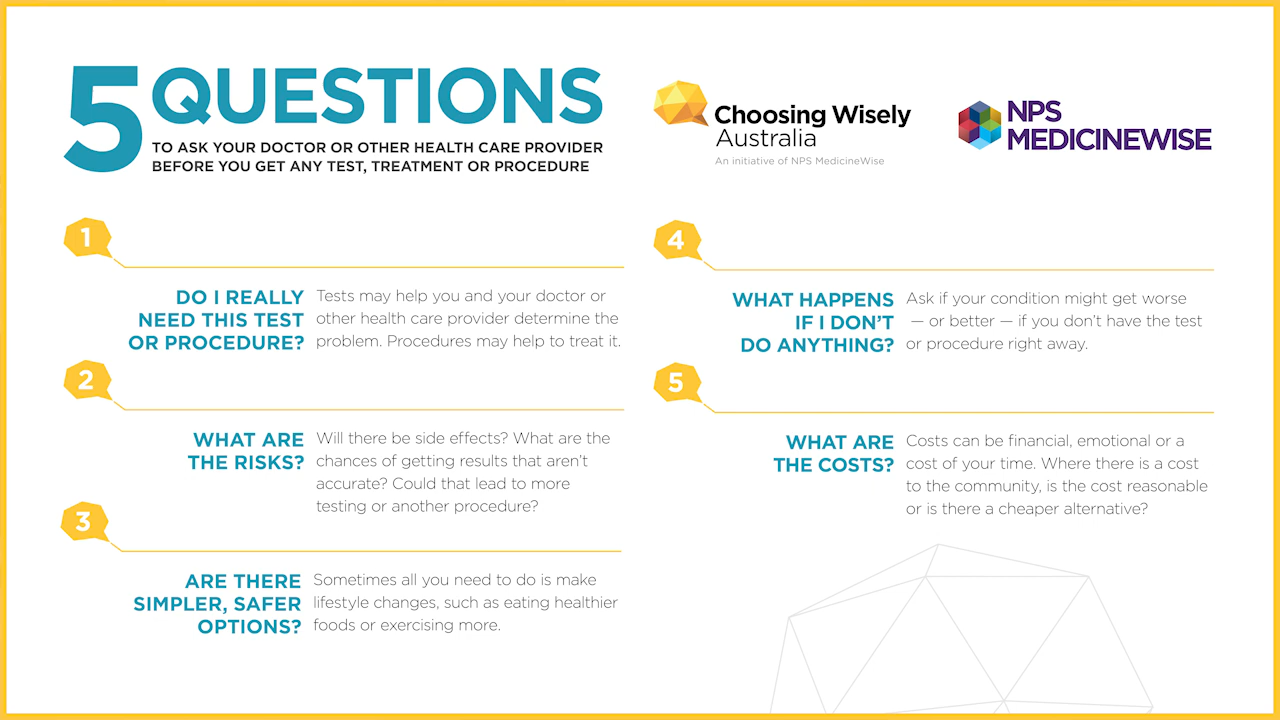 5 QUESTIONS
TO ASK YOUR DOCTOR OR OTHER HEALTH CARE PROVIDER
BEFORE YOU GET ANY TEST, TREATMENT OR PROCEDURE
Choosing Wisely
Australia
An initiative of NPS MedicineWise
NPS
MEDICINEWISE
1
DO I REALLY
NEED THIS TEST
OR PROCEDURE?
Tests may help you and your doctor or
other health care provider determine the
problem. Procedures may help to treat it.
2
WHAT ARE
THE RISKS?
Will there be side effects? What are the
chances of getting results that aren't
accurate? Could that lead to more
testing or another procedure?
3
ARE THERE
SIMPLER, SAFER
OPTIONS?
Sometimes all you need to do is make
lifestyle changes, such as eating healthier
foods or exercising more.
4
WHAT HAPPENS
IF I DON'T
DO ANYTHING?
Ask if your condition might get worse
— or better — if you don't have the test
or procedure right away.
5
WHAT ARE
THE COSTS?
Costs can be financial, emotional or a
cost of your time. Where there is a cost
to the community, is the cost reasonable
or is there a cheaper alternative?